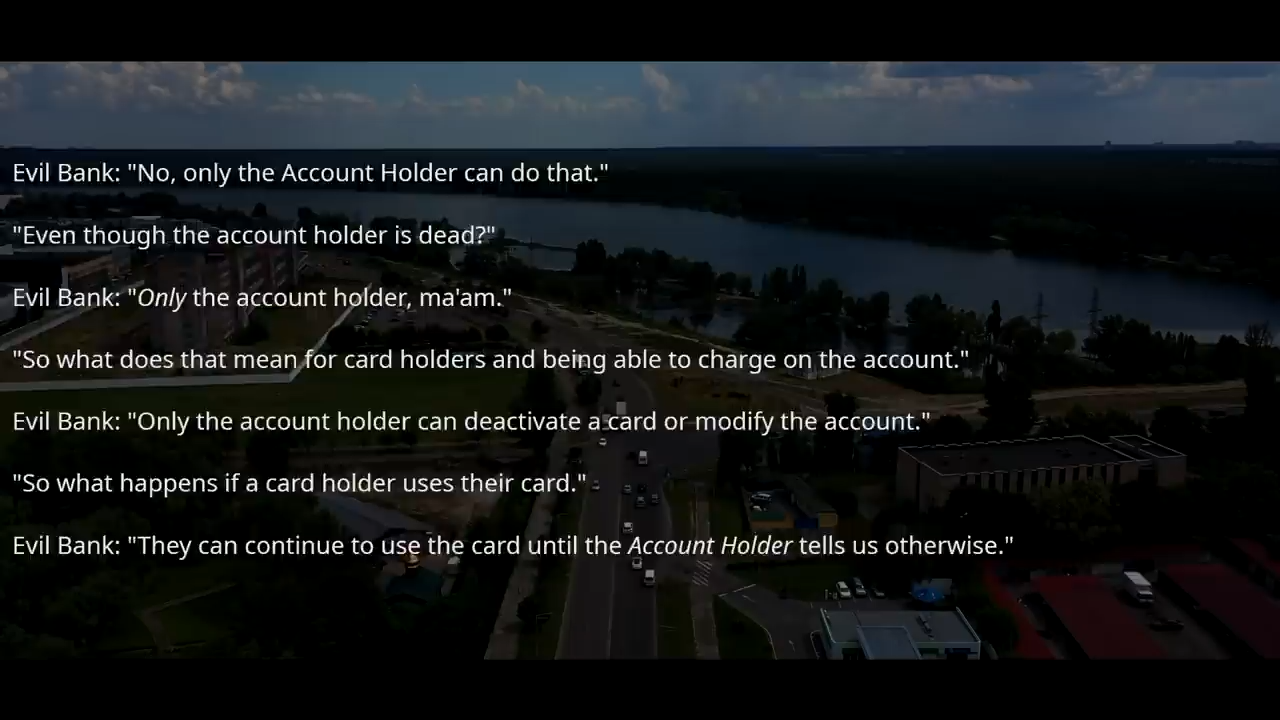 Evil Bank: "No, only the Account Holder can do that."
"Even though the account holder is dead?"
Evil Bank: "Only the account holder, ma'am."
"So what does that mean for card holders and being able to charge on the account."
Evil Bank: "Only the account holder can deactivate a card or modify the account."
"So what happens if a card holder uses their card."
Evil Bank: "They can continue to use the card until the Account Holder tells us otherwise."